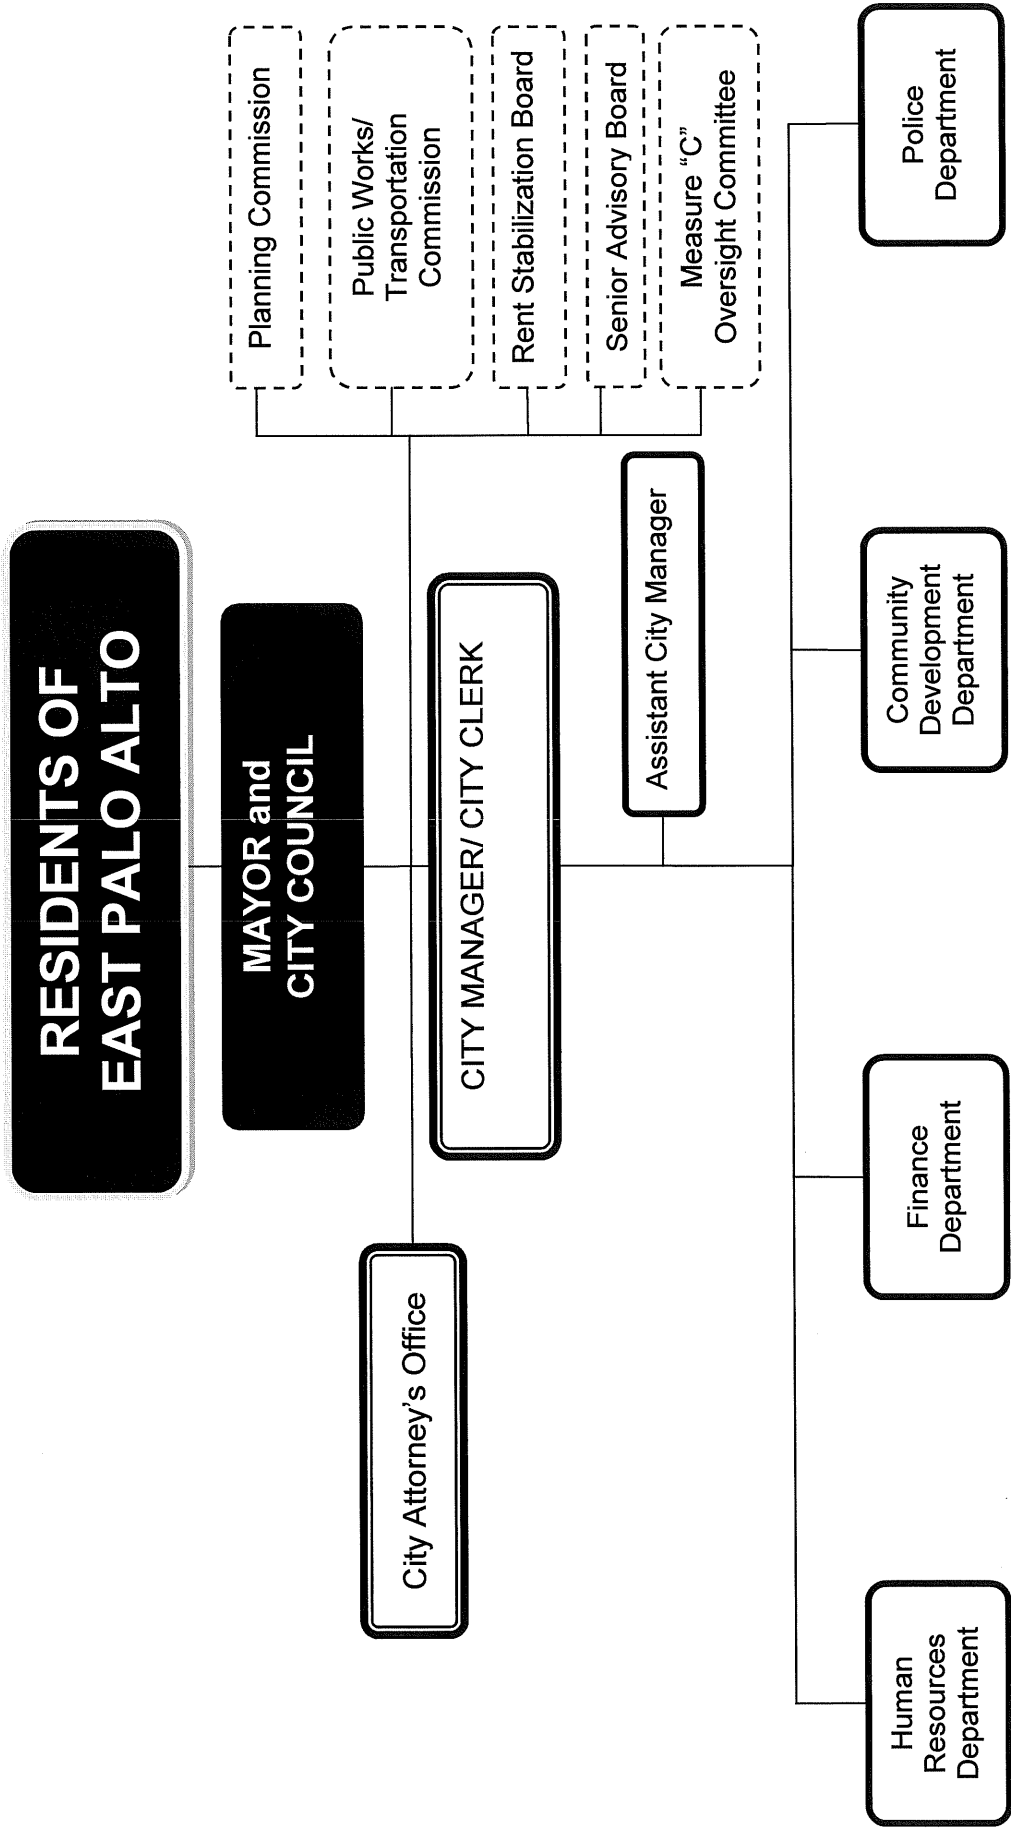 RESIDENTS OF
EAST PALO ALTO
MAYOR and
CITY COUNCIL
Planning Commission
Public Works/
Transportation
Commission
Rent Stabilization Board
Senior Advisory Board
Measure “C”
Oversight Committee
City Attorney’s Office
CITY MANAGER/ CITY CLERK
Assistant City Manager
Human
Resources
Department
Finance
Department
Community
Development
Department
Police
Department